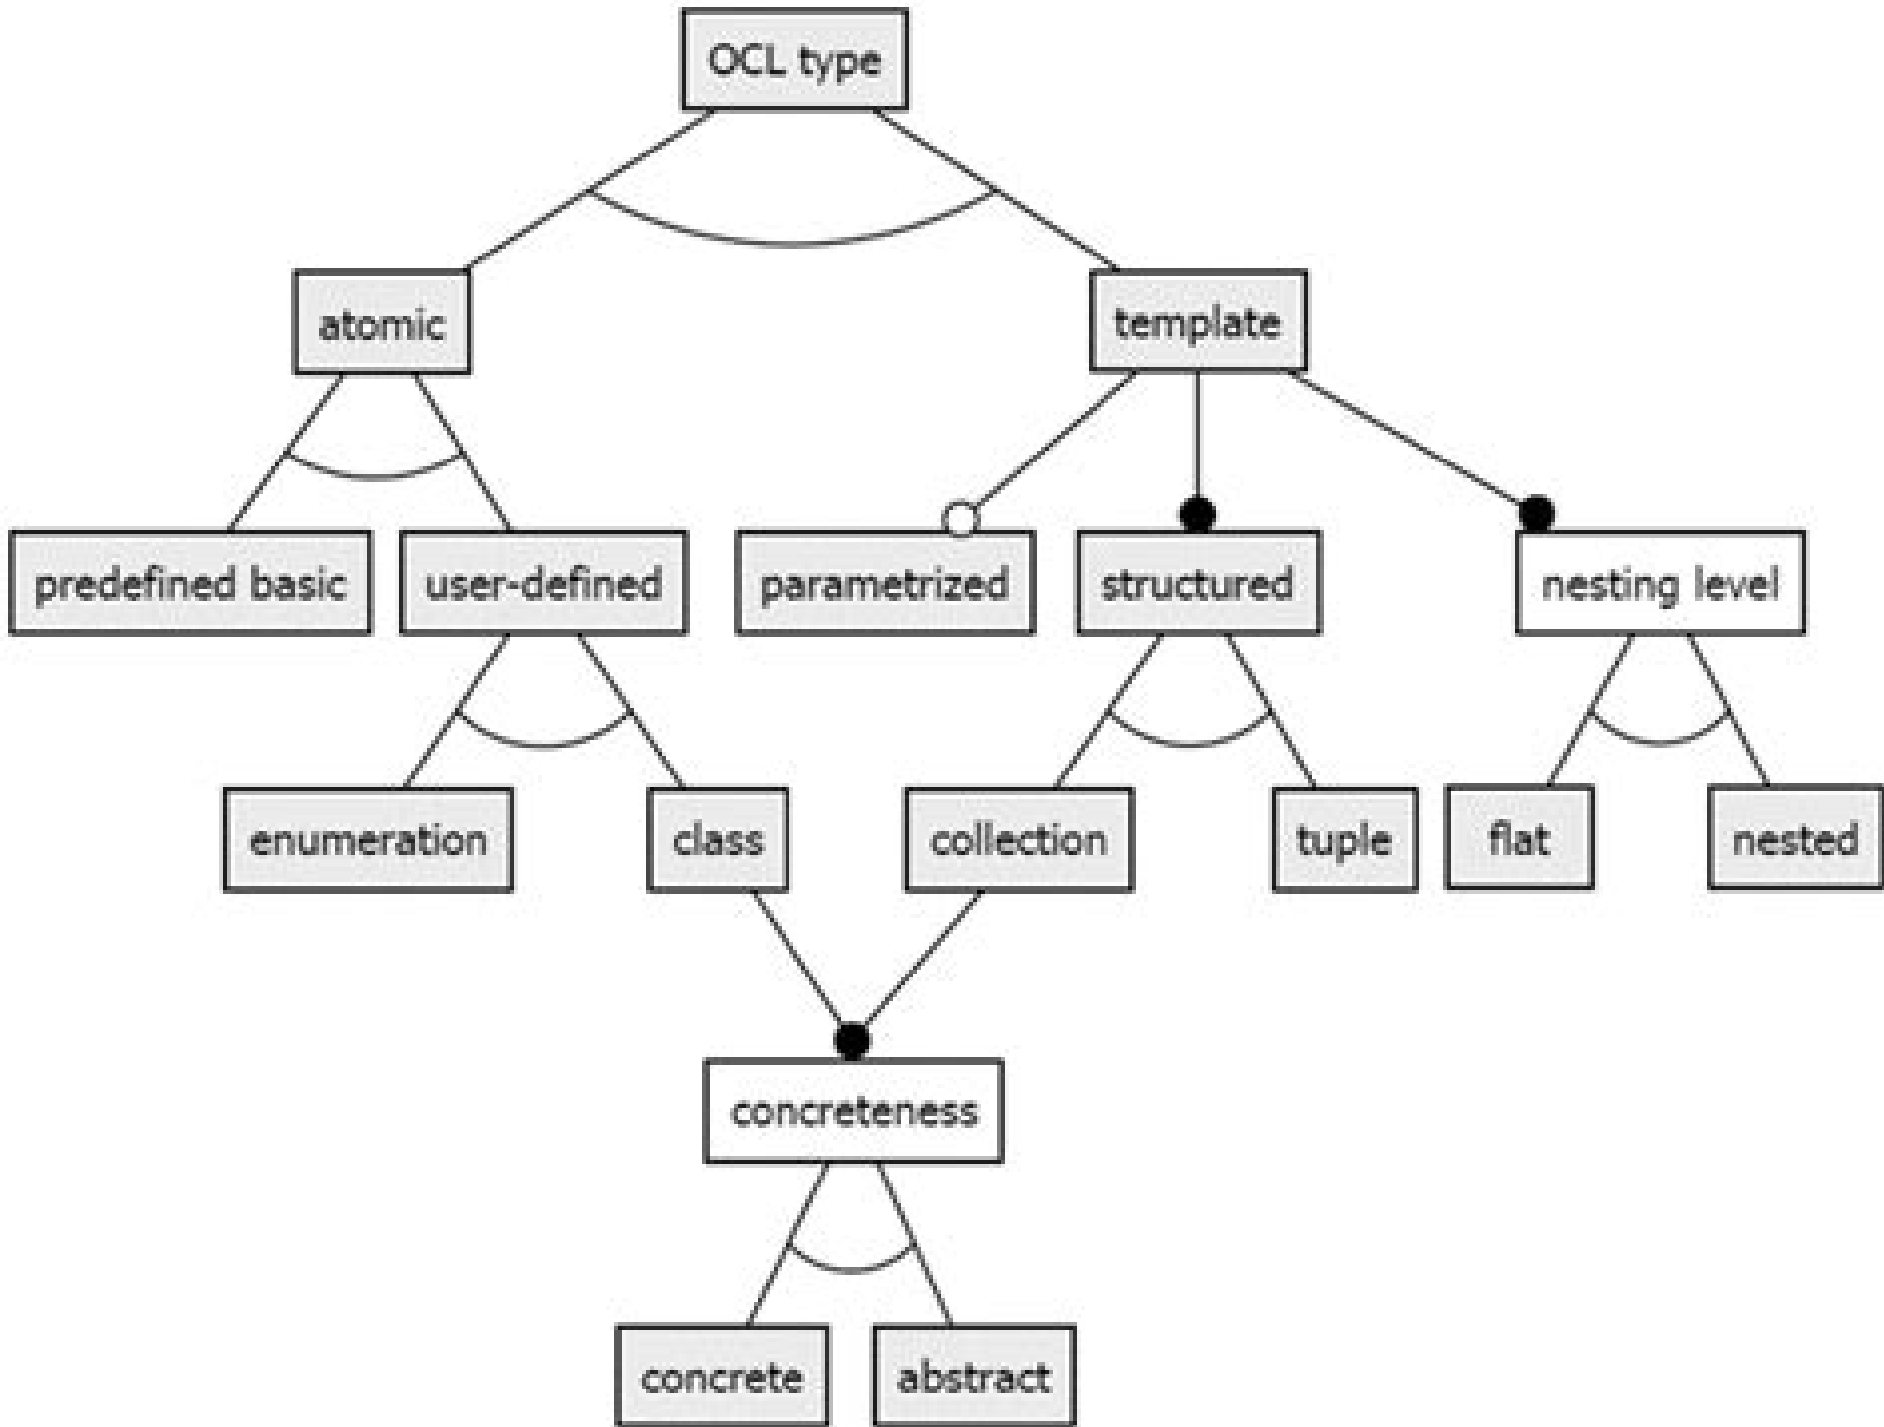 OCL type
atomic
template
predefined basic
user-defined
parametrized
structured
nesting level
enumeration
class
collection
tuple
flat
nested
concreteness
concrete
abstract